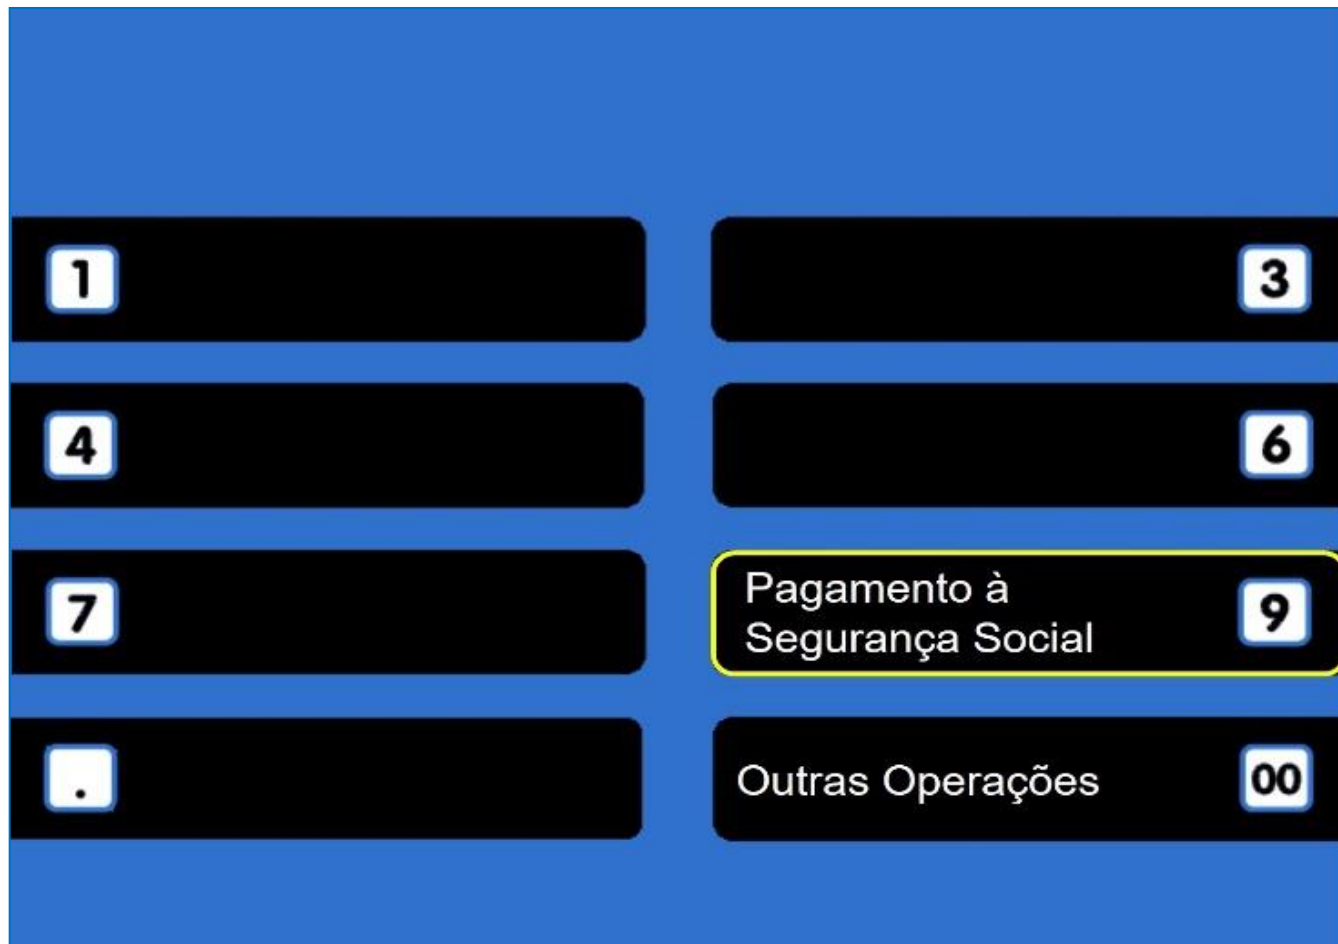 1
3
4
6
7
Pagamento à
Segurança Social
9
.
Outras Operações
00